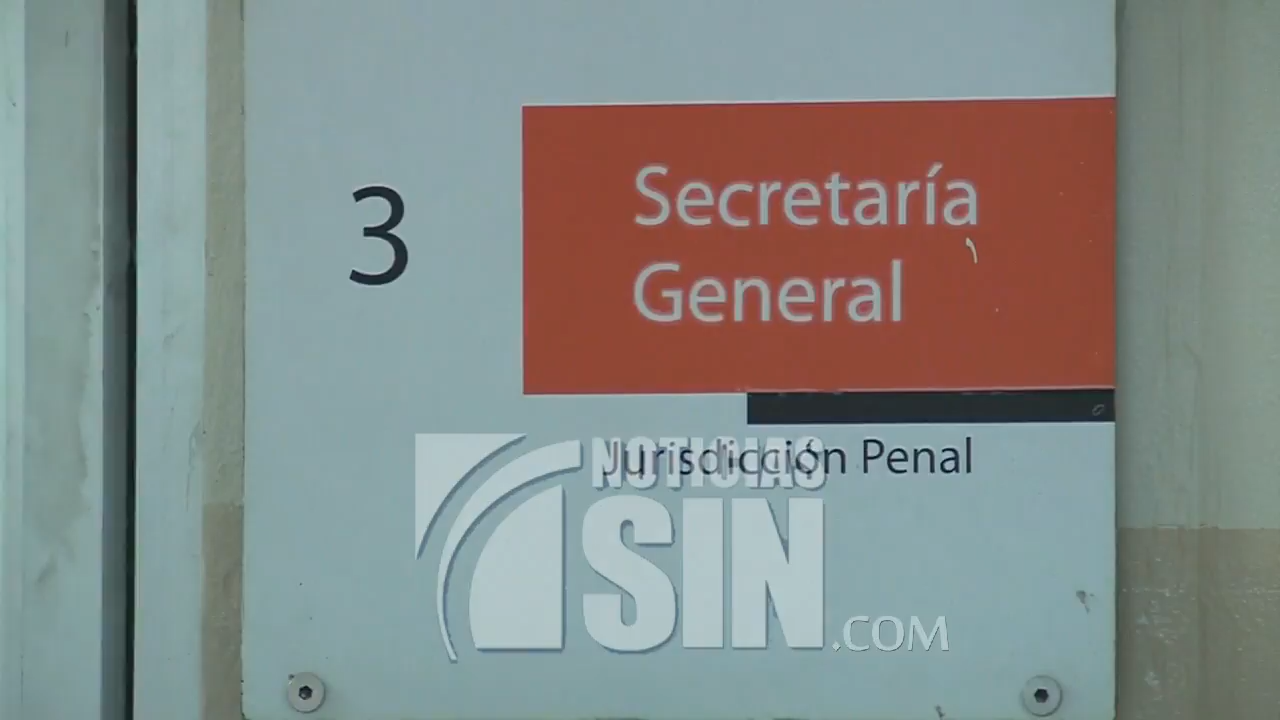 3
Secretaría
General
Jurisdicción Penal
NOTICIAS
SIN
.COM